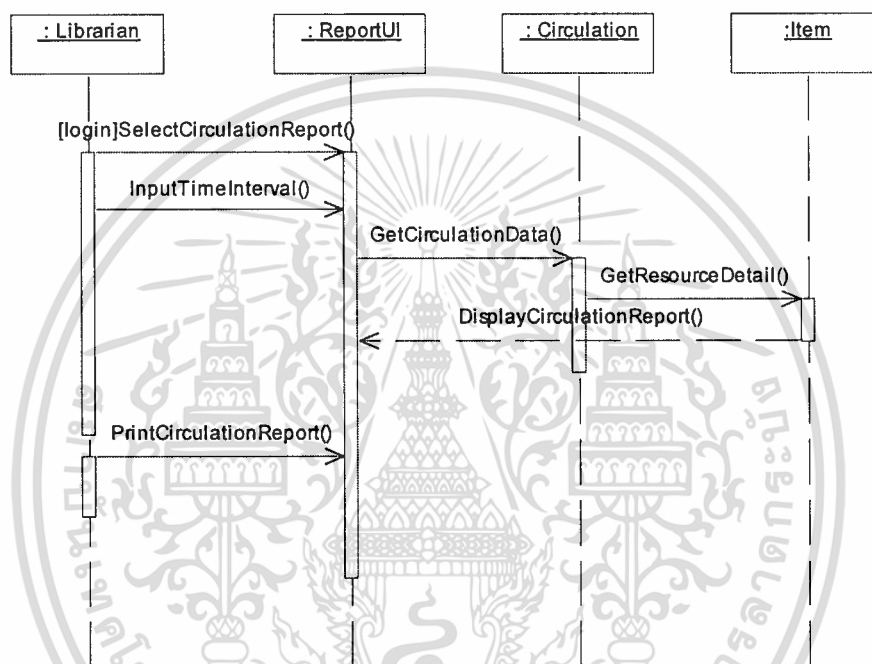 : Librarian
: ReportUI
: Circulation
:Item
[login]SelectCirculationReport()
InputTimeInterval()
GetCirculationData()
GetResourceDetail()
DisplayCirculationReport()
PrintCirculationReport()